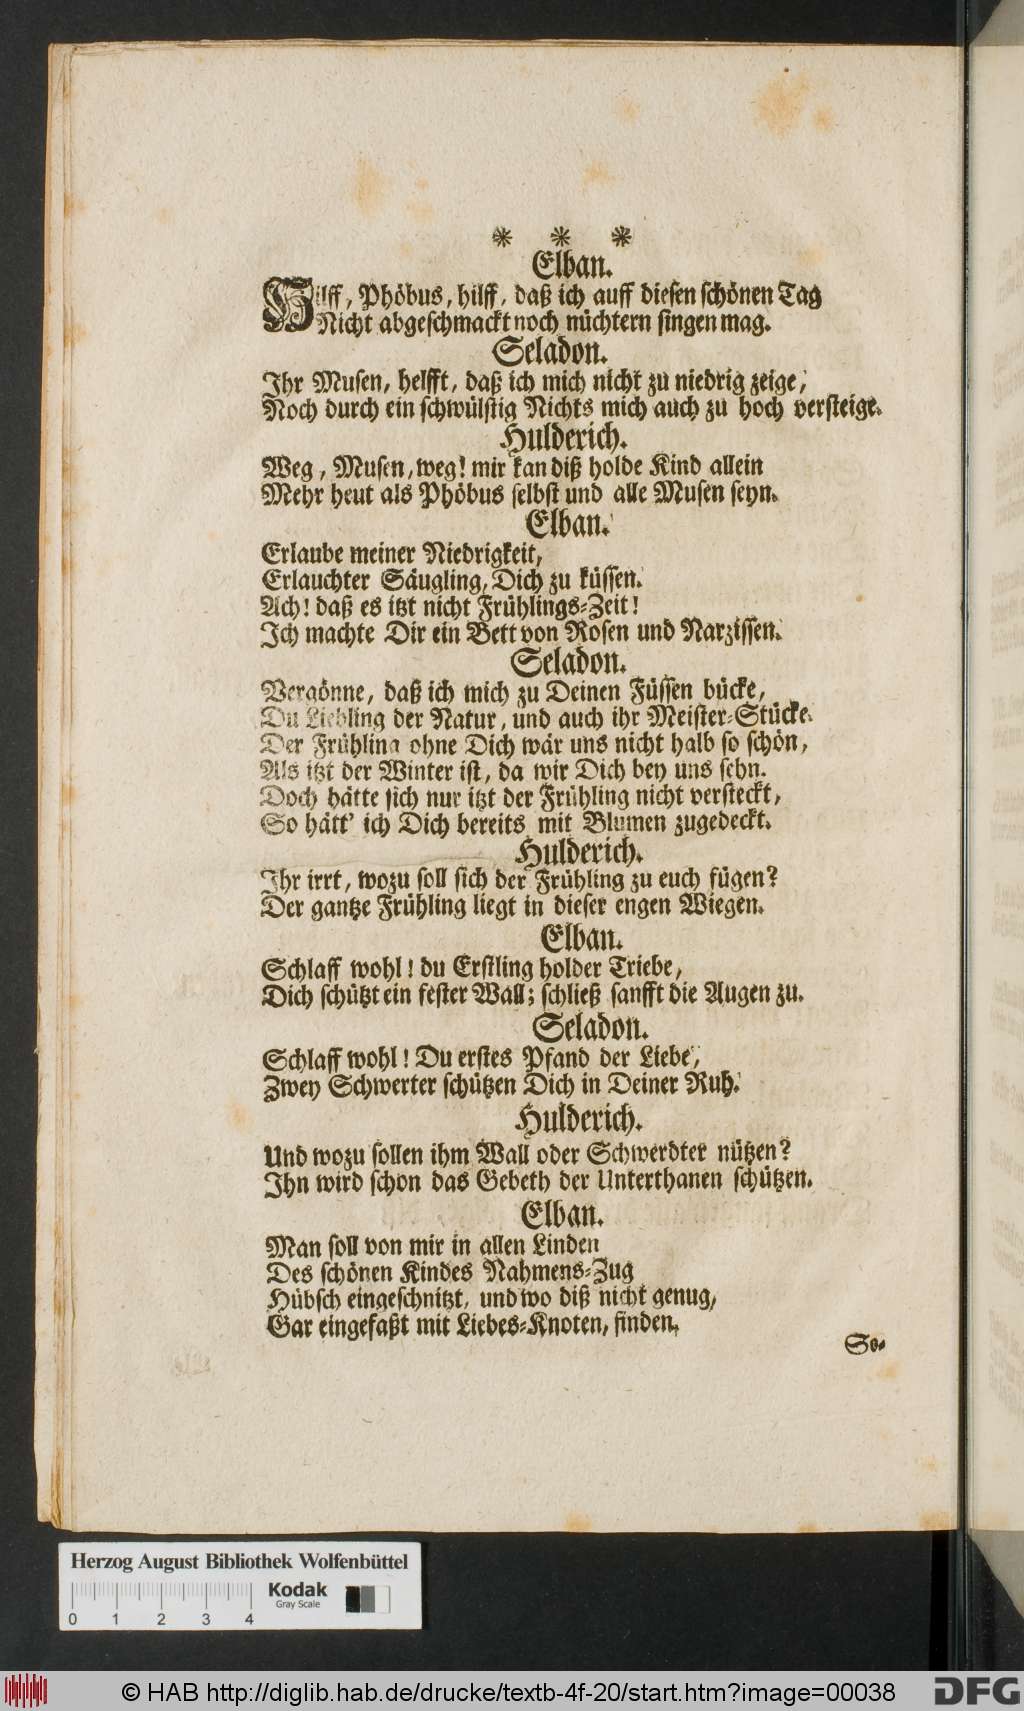 * * *
Elban.
Hilff, Phöbus, hilff, daß ich auff diesen schönen Tag
Nicht abgeschmackt noch nüchtern singen mag.
Seladon.
Ihr Musen, helfft, daß ich mich nicht zu niedrig zeige,
Noch durch ein schwülstig Nichts mich auch zu hoch versteige.
Hulderich.
Weg, Musen, weg! mir kan diß holde Kind allein
Mehr heut als Phöbus selbst und alle Musen seyn.
Elban.
Erlaube meiner Niedrigkeit,
Erlauchter Säugling, Dich zu küssen.
Ach! daß es itzt nicht Frühlings-Zeit!
Ich machte Dir ein Bett von Rosen und Narzissen.
Seladon.
Vergönne, daß ich mich zu Deinen Füssen bücke,
Du Liebling der Natur, und auch ihr Meister-Stücke.
Der Frühling ohne Dich wär uns nicht halb so schön,
Als itzt der Winter ist, da wir Dich bey uns sehn.
Doch hätte sich nur itzt der Frühling nicht versteckt,
So hätt' ich Dich bereits mit Blumen zugedeckt.
Hulderich.
Ihr irrt, wozu soll sich der Frühling zu euch fügen?
Der gantze Frühling liegt in dieser engen Wiegen.
Elban.
Schlaff wohl! du Erstling holder Triebe,
Dich schützt ein fester Wall; schließ sanfft die Augen zu.
Seladon.
Schlaff wohl! Du erstes Pfand der Liebe,
Zwey Schwerter schützen Dich in Deiner Ruh.
Hulderich.
Und wozu sollen ihm Wall oder Schwerdter nützen?
Ihn wird schon das Gebeth der Unterthanen schützen.
Elban.
Man soll von mir in allen Linden
Des schönen Kindes Nahmens-Zug
Hübsch eingeschnitzt, und wo diß nicht genug,
Gar eingefaßt mit Liebes-Knoten, finden.
Se-
Herzog August Bibliothek Wolfenbüttel
Kodak
Gray Scale
0 1 2 3 4
© HAB http://diglib.hab.de/drucke/textb-4f-20/start.htm?image=00038
DFG